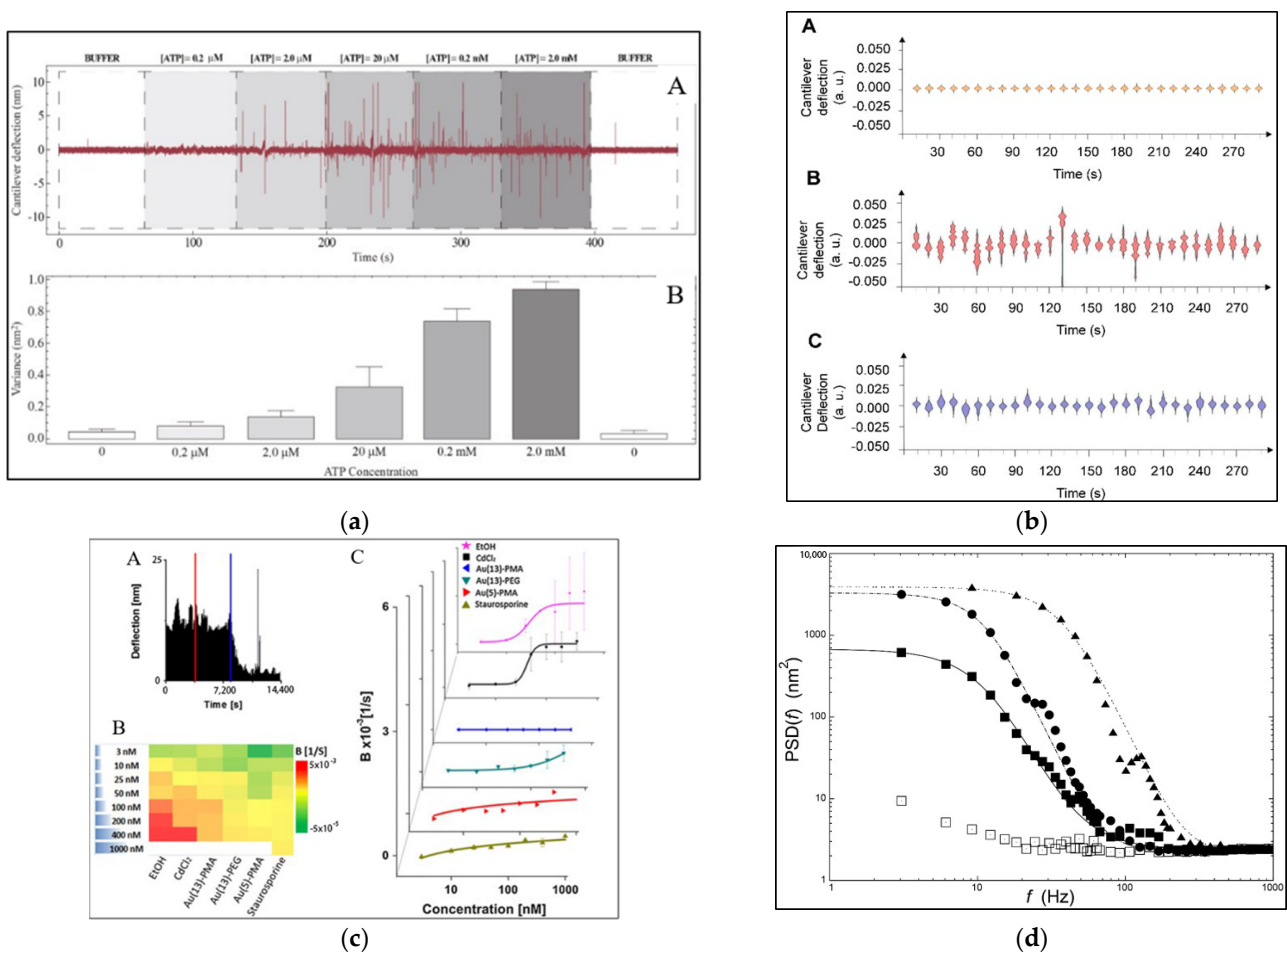 BUFFER [ATP]= 0.2 µM [ATP]= 2.0 µM [ATP]= 20 µM [ATP]= 0.2 mM [ATP]= 2.0 mM BUFFER
A
Cantilever deflection (nm)
10
5
0
-5
-10
0 100 200 300 400
Time (s)
B
Variance (nm²)
1.0
0.8
0.6
0.4
0.2
0.0
0 0,2 µM 2,0 µM 20 µM 0.2 mM 2.0 mM 0
ATP Concentration
(a)
A
Cantilever
deflection
(a. u.)
0.050
0.025
0.000
-0.025
-0.050
30 60 90 120 150 180 210 240 270
Time (s)
B
Cantilever
deflection
(a. u.)
0.050
0.025
0.000
-0.025
-0.050
30 60 90 120 150 180 210 240 270
Time (s)
C
Cantilever
Deflection
(a. u.)
0.050
0.025
0.000
-0.025
-0.050
30 60 90 120 150 180 210 240 270
Time (s)
(b)
A
Deflection [nm]
25
0
0 7,200 14,400
Time [s]
B
3 nM
10 nM
25 nM
50 nM
100 nM
200 nM
400 nM
1000 nM
EtOH
CdCl₂
Au(13)-PMA
Au(13)-PEG
Au(5)-PMA
Staurosporine
B [1/S]
5x10⁻³
-5x10⁻⁵
C
EtOH
CdCl₂
Au(13)-PMA
Au(13)-PEG
Au(5)-PMA
Staurosporine
B x10⁻³[1/s]
6
3
0
10 100 1000
Concentration [nM]
(c)
PSD(f) (nm²)
10,000
1000
100
10
1
1 10 100 1000
f (Hz)
(d)